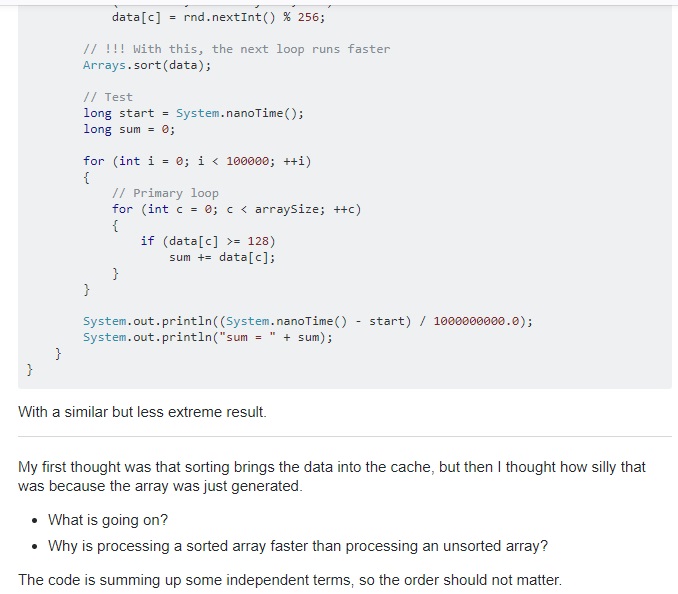 data[c] = rnd.nextInt() % 256;
// !!! With this, the next loop runs faster
Arrays.sort(data);
// Test
long start = System.nanoTime();
long sum = 0;
for (int i = 0; i < 100000; ++i)
{
// Primary loop
for (int c = 0; c < arraySize; ++c)
{
if (data[c] >= 128)
sum += data[c];
}
}
System.out.println((System.nanoTime() - start) / 1000000000.0);
System.out.println("sum = " + sum);
}
}
With a similar but less extreme result.
My first thought was that sorting brings the data into the cache, but then I thought how silly that
was because the array was just generated.
• What is going on?
• Why is processing a sorted array faster than processing an unsorted array?
The code is summing up some independent terms, so the order should not matter.